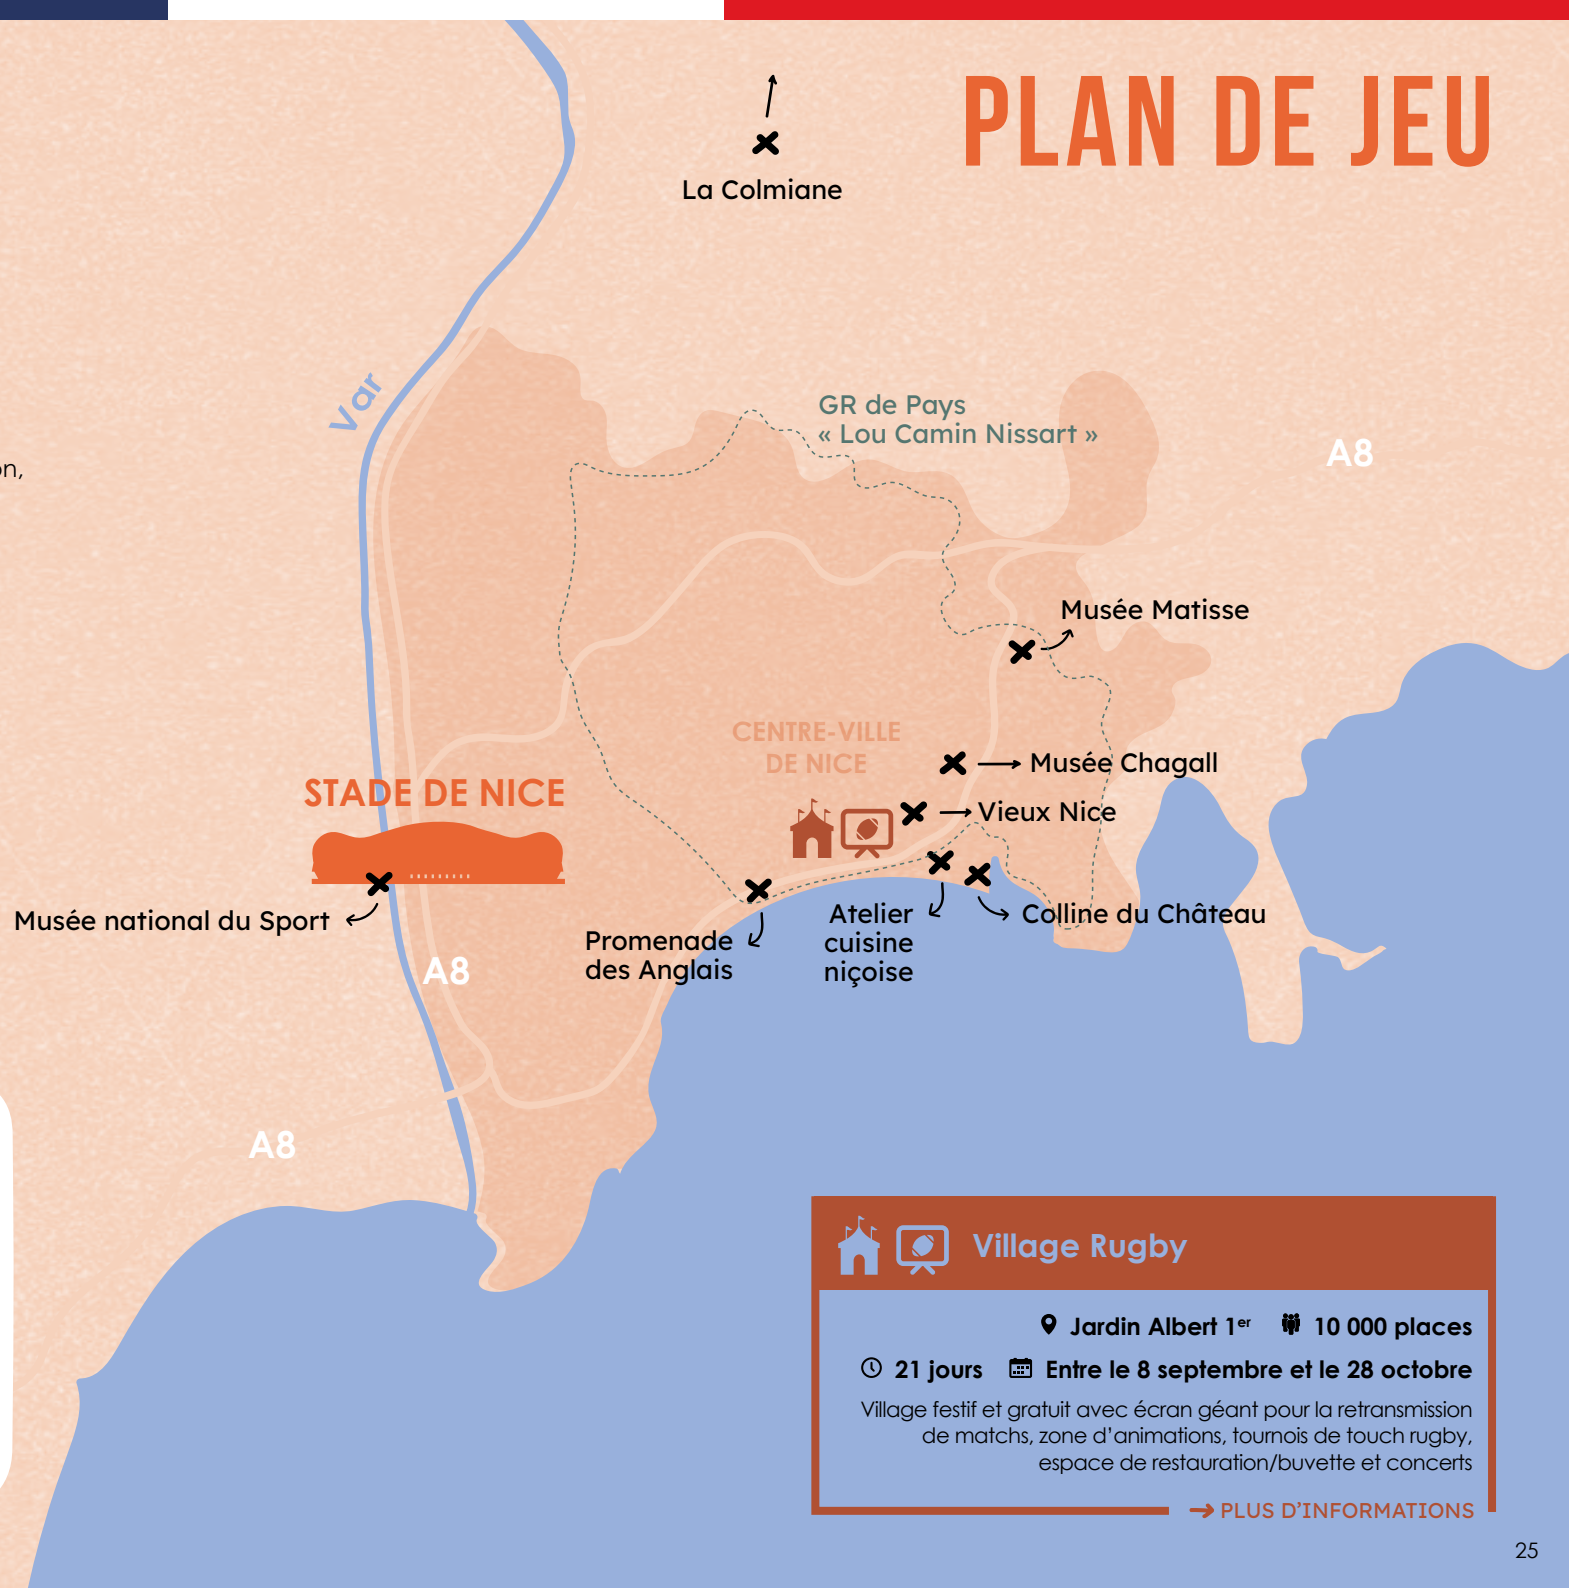 PLAN DE JEU
La Colmiane
Var
GR de Pays
« Lou Camin Nissart »
A8
on,
Musée Matisse
CENTRE-VILLE
DE NICE
Musée Chagall
STADE DE NICE
Vieux Nice
Musée national du Sport
Promenade
des Anglais
Atelier
cuisine
niçoise
Colline du Château
A8
A8
Village Rugby
Jardin Albert 1er 10 000 places
21 jours Entre le 8 septembre et le 28 octobre
Village festif et gratuit avec écran géant pour la retransmission
de matchs, zone d'animations, tournois de touch rugby,
espace de restauration/buvette et concerts
PLUS D'INFORMATIONS
25